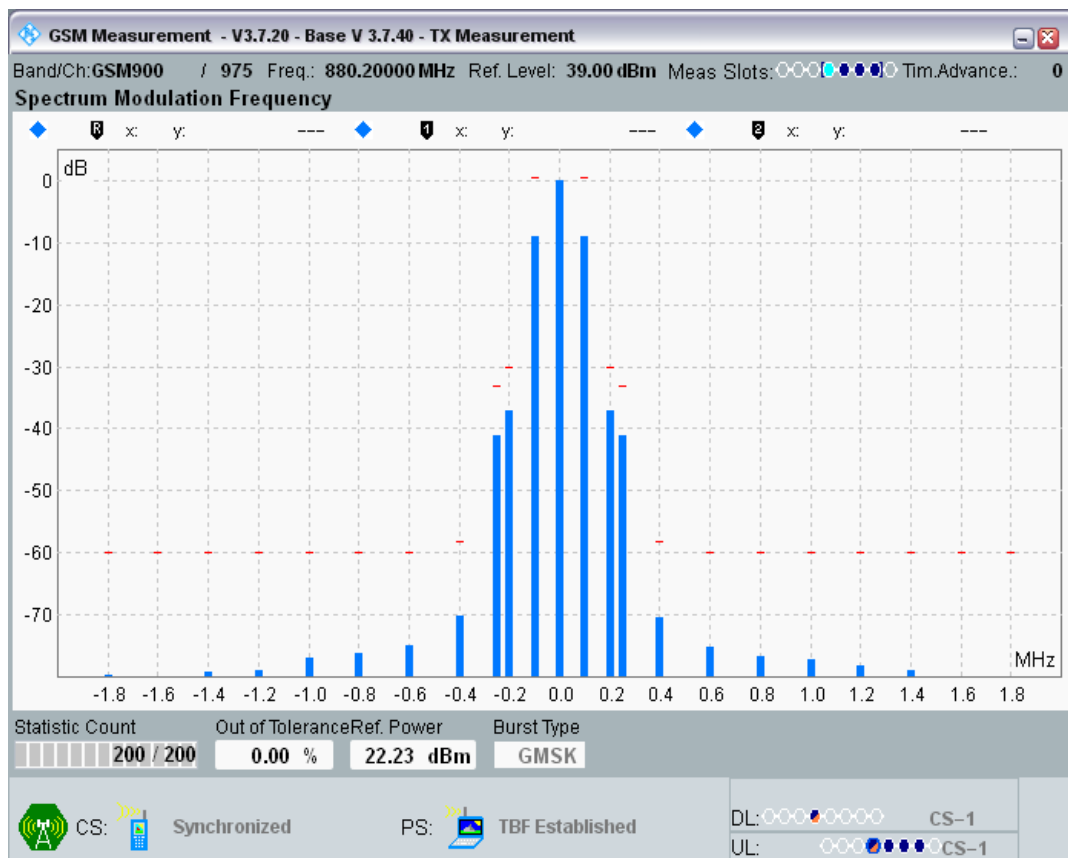 GSM Measurement - V3.7.20 - Base V 3.7.40 - TX Measurement
Band/Ch:GSM900 / 975 Freq.: 880.20000 MHz Ref. Level: 39.00 dBm Meas Slots: Tim.Advance.: 0
Spectrum Modulation Frequency
R x: y: --- 1 x: y: --- 2 x: y: ---
dB
0
-10
-20
-30
-40
-50
-60
-70
MHz
-1.8 -1.6 -1.4 -1.2 -1.0 -0.8 -0.6 -0.4 -0.2 0.0 0.2 0.4 0.6 0.8 1.0 1.2 1.4 1.6 1.8
Statistic Count Out of Tolerance Ref. Power Burst Type
200 / 200 0.00 % 22.23 dBm GMSK
CS: Synchronized PS: TBF Established
DL: CS-1
UL: CS-1